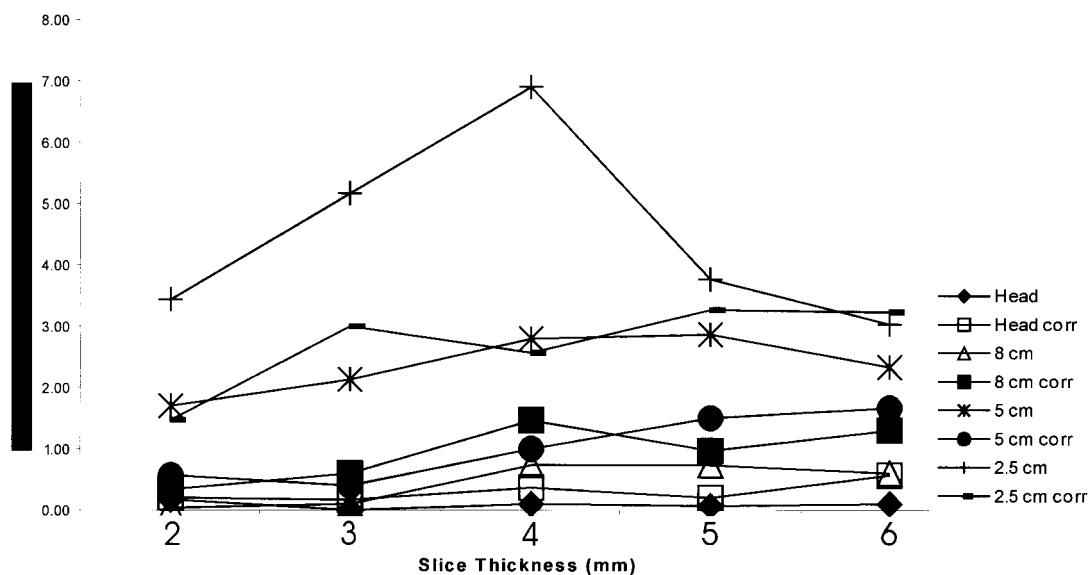 8.00
7.00
6.00
5.00
4.00
3.00
2.00
1.00
0.00
2 3 4 5 6
Slice Thickness (mm)
Head
Head corr
8 cm
8 cm corr
5 cm
5 cm corr
2.5 cm
2.5 cm corr